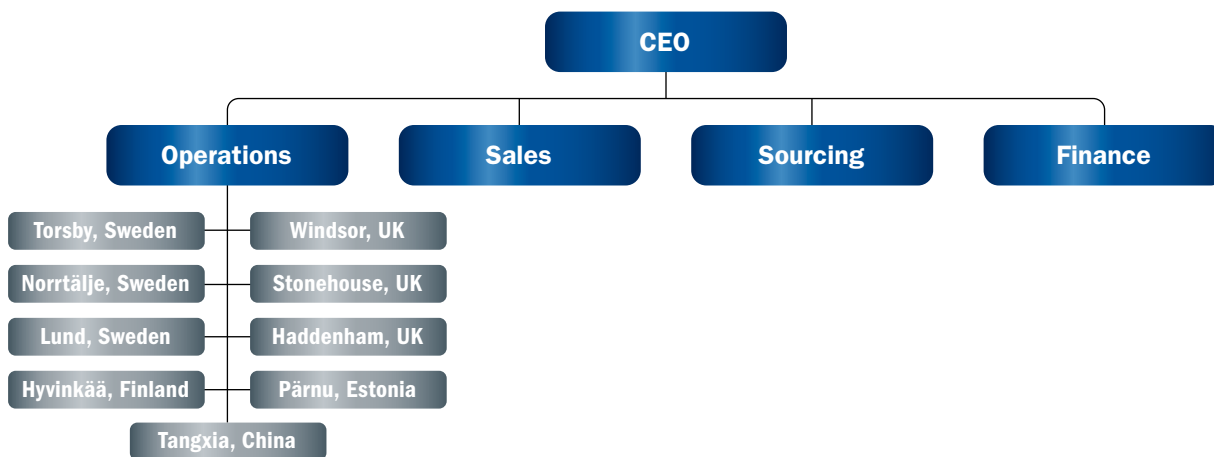 CEO
Operations
Sales
Sourcing
Finance
Torsby, Sweden
Windsor, UK
Norrtälje, Sweden
Stonehouse, UK
Lund, Sweden
Haddenham, UK
Hyvinkää, Finland
Pärnu, Estonia
Tangxia, China